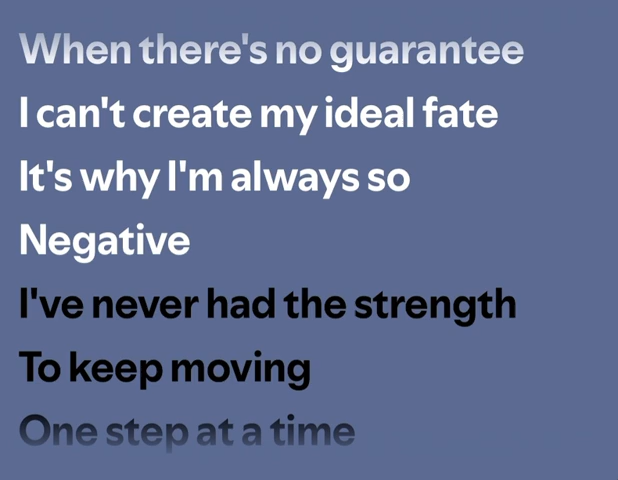 When there's no guarantee
I can't create my ideal fate
It's why I'm always so
Negative
I've never had the strength
To keep moving
One step at a time